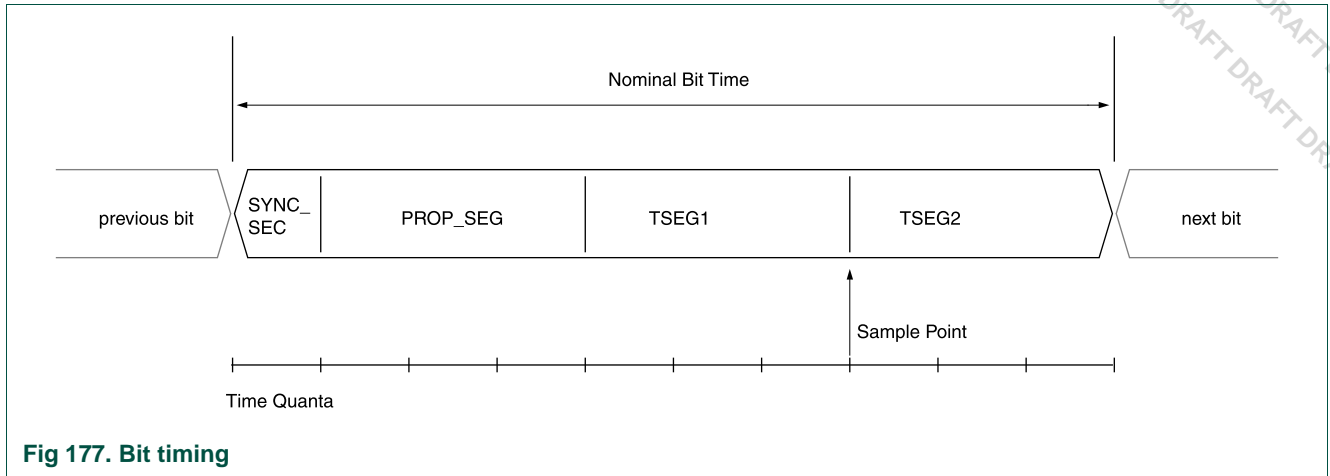 DRAFT DRAFT DRAFT DRA
DRAFT
Nominal Bit Time
previous bit
SYNC_
SEC
PROP_SEG
TSEG1
TSEG2
next bit
Sample Point
Time Quanta
Fig 177. Bit timing